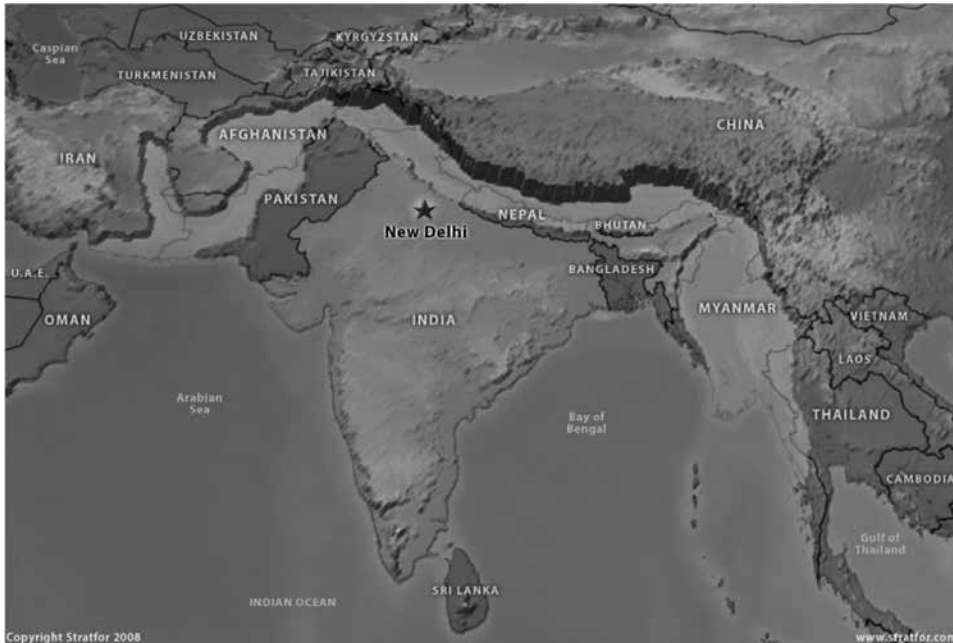 UZBEKISTAN
KYRGYZSTAN
Caspian
Sea
TURKMENISTAN
TAJIKISTAN
CHINA
AFGHANISTAN
IRAN
PAKISTAN
NEPAL
BHUTAN
New Delhi
BANGLADESH
U.A.E.
OMAN
INDIA
MYANMAR
VIETNAM
LAOS
Arabian
Sea
Bay of
Bengal
THAILAND
CAMBODIA
Gulf of
Thailand
SRI LANKA
INDIAN OCEAN
Copyright Stratfor 2008
www.stratfor.com